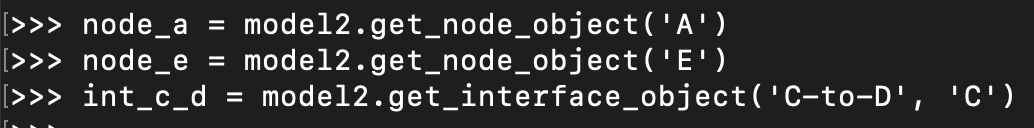 [>>> node_a = model2.get_node_object('A')
[>>> node_e = model2.get_node_object('E')
[>>> int_c_d = model2.get_interface_object('C-to-D', 'C')
[>>>